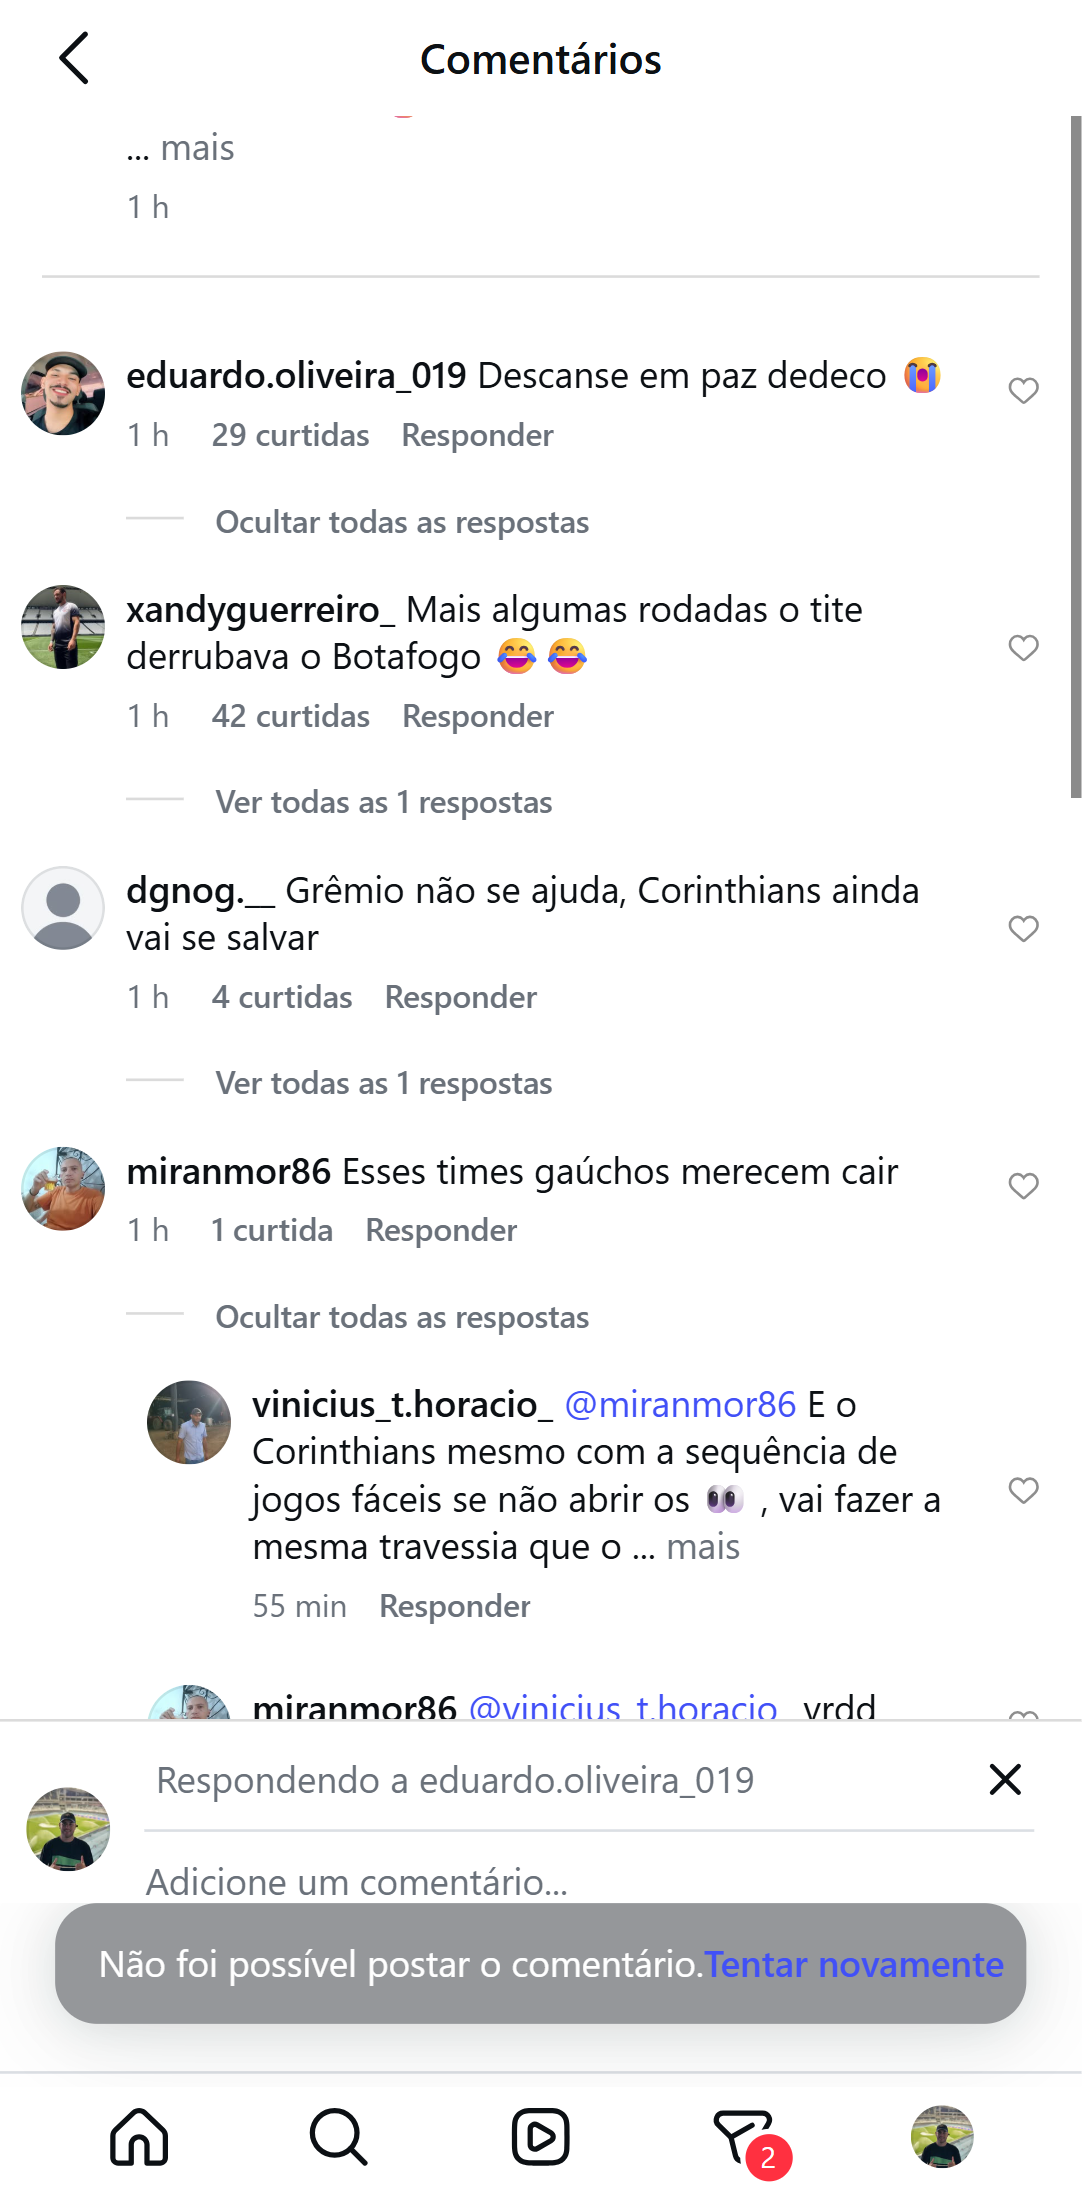 Comentários
... mais
1 h
eduardo.oliveira_019 Descanse em paz dedeco 😭
1 h 29 curtidas Responder
Ocultar todas as respostas
xandyguerreiro_ Mais algumas rodadas o tite
derrubava o Botafogo 😂😂
1 h 42 curtidas Responder
Ver todas as 1 respostas
dgnog.__ Grêmio não se ajuda, Corinthians ainda
vai se salvar
1 h 4 curtidas Responder
Ver todas as 1 respostas
miranmor86 Esses times gaúchos merecem cair
1 h 1 curtida Responder
Ocultar todas as respostas
vinicius_t.horacio_ @miranmor86 E o
Corinthians mesmo com a sequência de
jogos fáceis se não abrir os 👀 , vai fazer a
mesma travessia que o ... mais
55 min Responder
miranmor86 @vinicius_t.horacio_ vrdd
Respondendo a eduardo.oliveira_019
Adicione um comentário...
Não foi possível postar o comentário.Tentar novamente
2